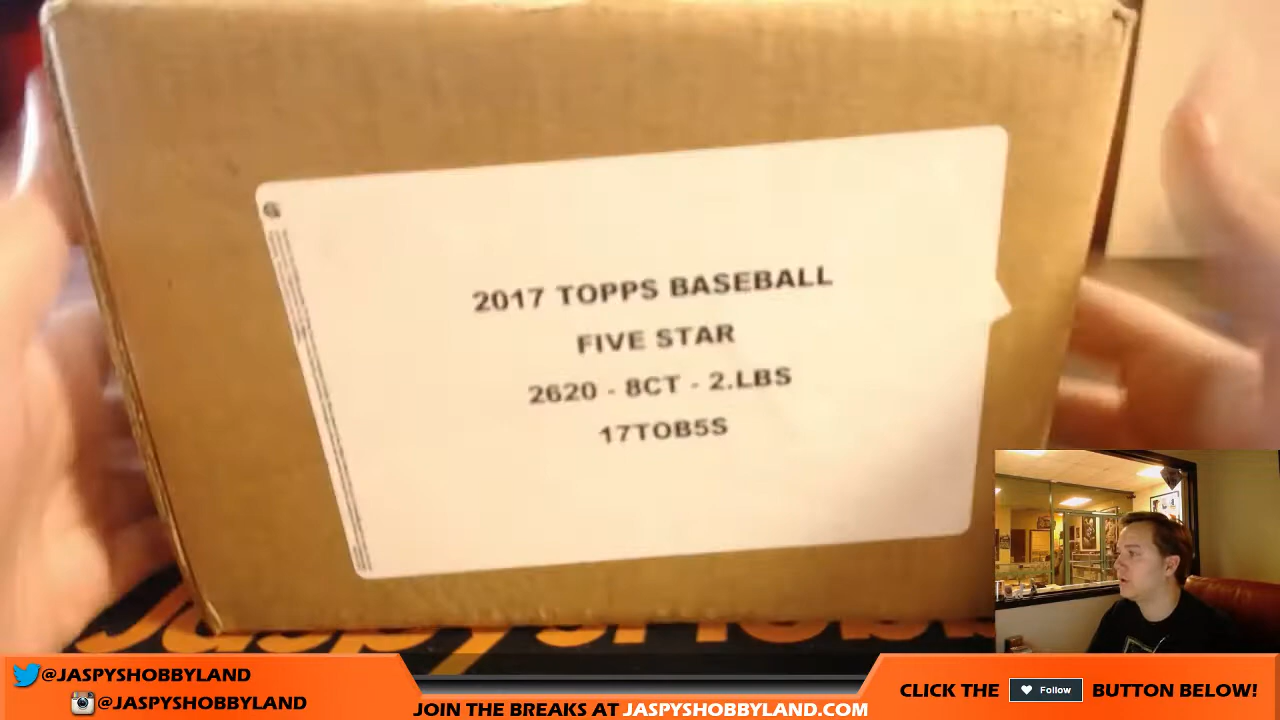 2017 TOPPS BASEBALL
FIVE STAR
2620 - 8CT - 2.LBS
17TOB5S
@JASPYSHOBBYLAND
@JASPYSHOBBYLAND
JOIN THE BREAKS AT JASPYSHOBBYLAND.COM
CLICK THE Follow BUTTON BELOW!